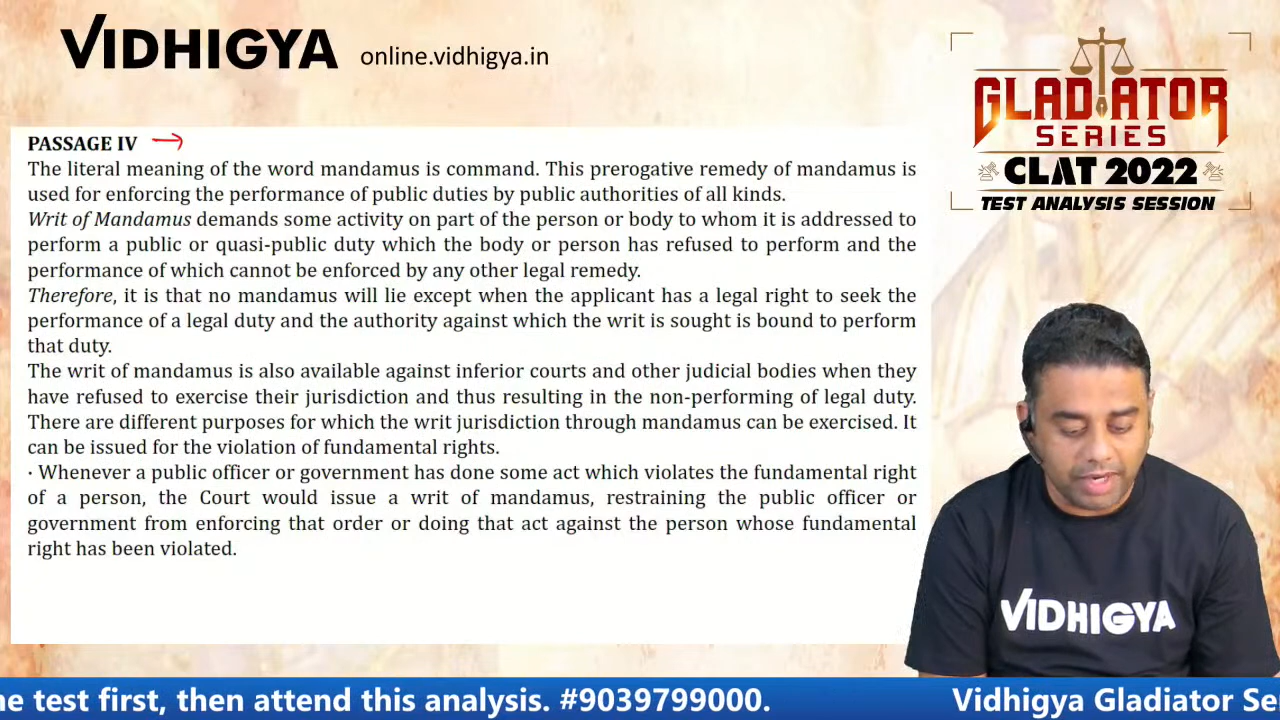 VIDHIGYA online.vidhigya.in
GLADIATOR
SERIES
CLAT 2022
TEST ANALYSIS SESSION
PASSAGE IV
The literal meaning of the word mandamus is command. This prerogative remedy of mandamus is
used for enforcing the performance of public duties by public authorities of all kinds.
Writ of Mandamus demands some activity on part of the person or body to whom it is addressed to
perform a public or quasi-public duty which the body or person has refused to perform and the
performance of which cannot be enforced by any other legal remedy.
Therefore, it is that no mandamus will lie except when the applicant has a legal right to seek the
performance of a legal duty and the authority against which the writ is sought is bound to perform
that duty.
The writ of mandamus is also available against inferior courts and other judicial bodies when they
have refused to exercise their jurisdiction and thus resulting in the non-performing of legal duty.
There are different purposes for which the writ jurisdiction through mandamus can be exercised. It
can be issued for the violation of fundamental rights.
· Whenever a public officer or government has done some act which violates the fundamental right
of a person, the Court would issue a writ of mandamus, restraining the public officer or
government from enforcing that order or doing that act against the person whose fundamental
right has been violated.
VIDHIGYA
ne test first, then attend this analysis. #9039799000. Vidhigya Gladiator Se